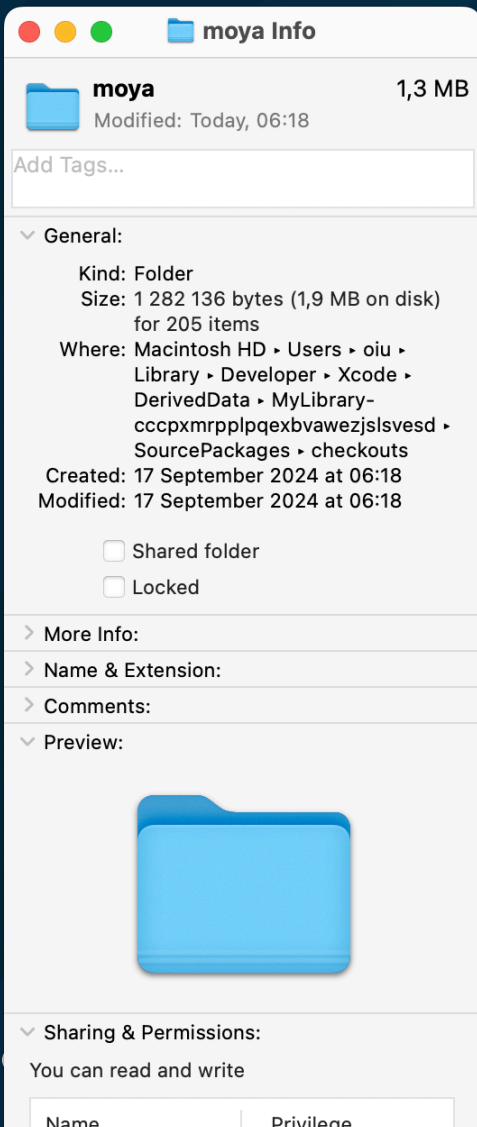 moya Info
moya 1,3 MB
Modified: Today, 06:18
Add Tags...
General:
Kind: Folder
Size: 1 282 136 bytes (1,9 MB on disk)
for 205 items
Where: Macintosh HD ▸ Users ▸ oiu ▸
Library ▸ Developer ▸ Xcode ▸
DerivedData ▸ MyLibrary-
cccpxmrpplpqexbvawezjslsvesd ▸
SourcePackages ▸ checkouts
Created: 17 September 2024 at 06:18
Modified: 17 September 2024 at 06:18
Shared folder
Locked
More Info:
Name & Extension:
Comments:
Preview:
Sharing & Permissions:
You can read and write
Name Privilege